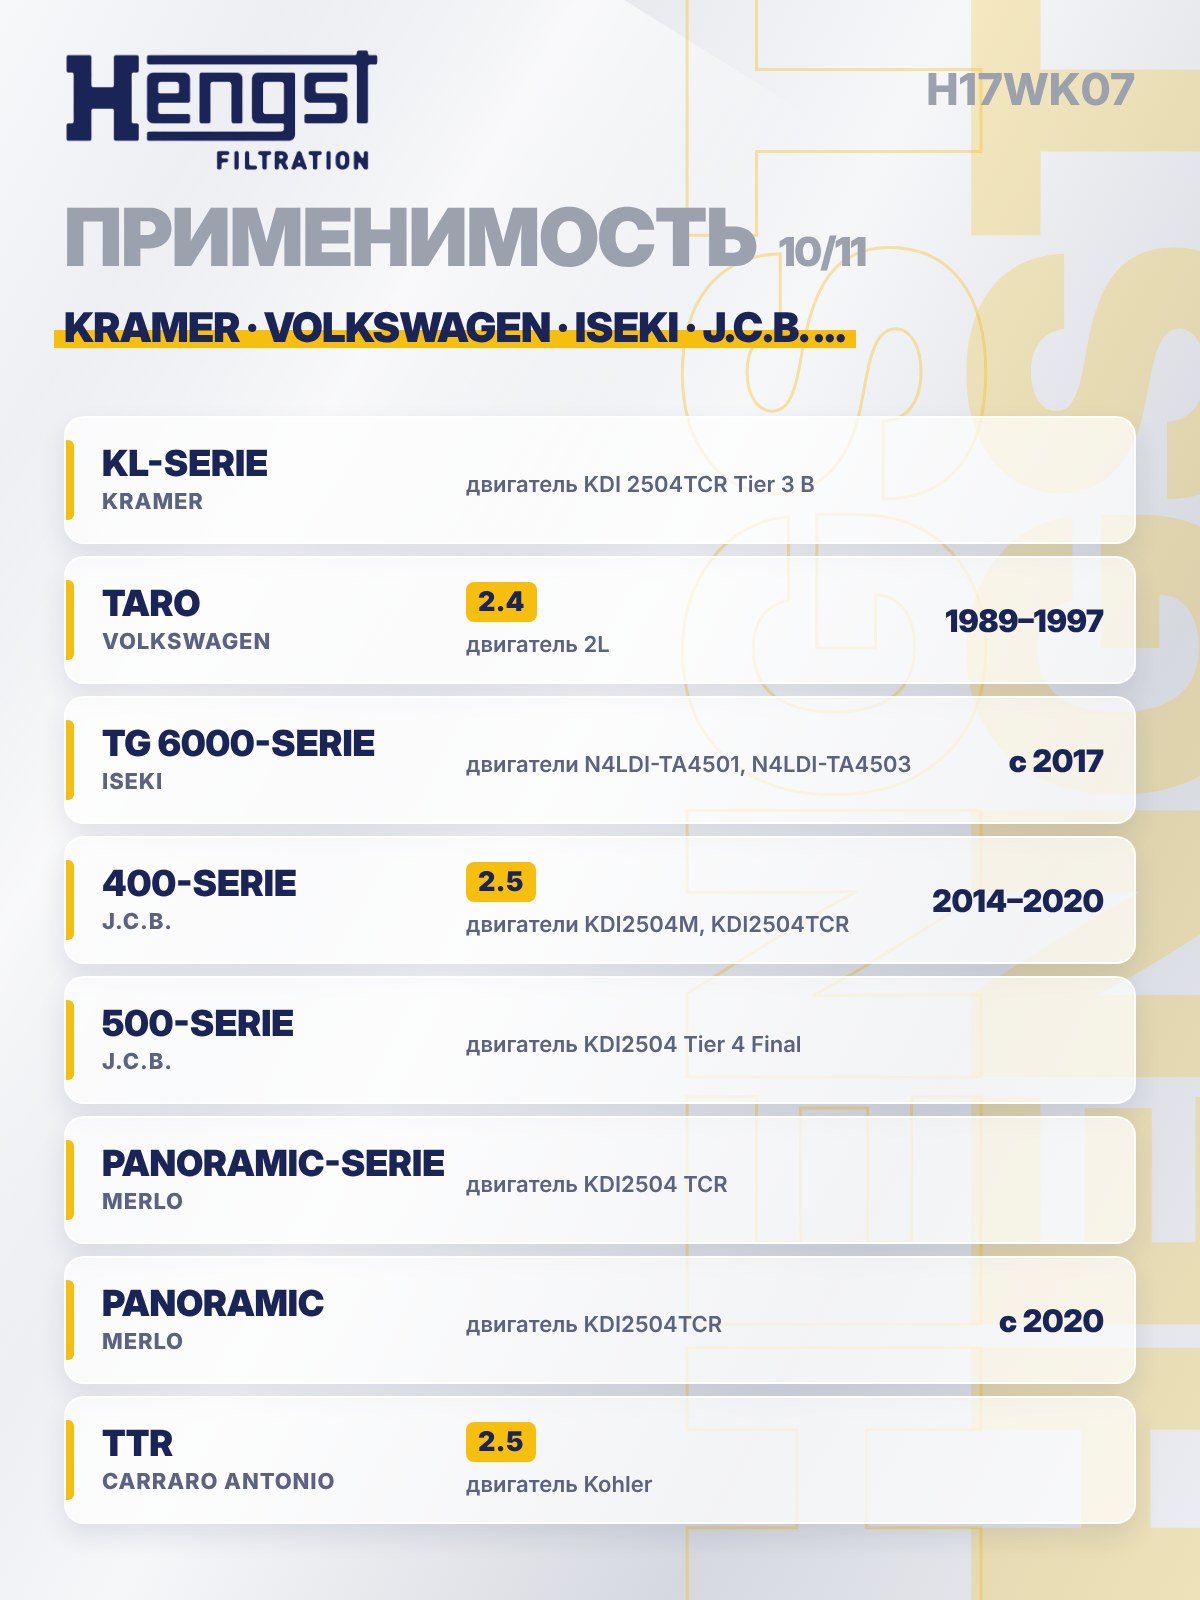 Hengst
FILTRATION
H17WK07
ПРИМЕНИМОСТЬ 10/11
KRAMER · VOLKSWAGEN · ISEKI · J.C.B. ...
KL-SERIE
KRAMER
двигатель KDI 2504TCR Tier 3 B
TARO
VOLKSWAGEN
2.4
двигатель 2L
1989–1997
TG 6000-SERIE
ISEKI
двигатели N4LDI-TA4501, N4LDI-TA4503
с 2017
400-SERIE
J.C.B.
2.5
двигатели KDI2504M, KDI2504TCR
2014–2020
500-SERIE
J.C.B.
двигатель KDI2504 Tier 4 Final
PANORAMIC-SERIE
MERLO
двигатель KDI2504 TCR
PANORAMIC
MERLO
двигатель KDI2504TCR
с 2020
TTR
CARRARO ANTONIO
2.5
двигатель Kohler
HENGST
HENGST